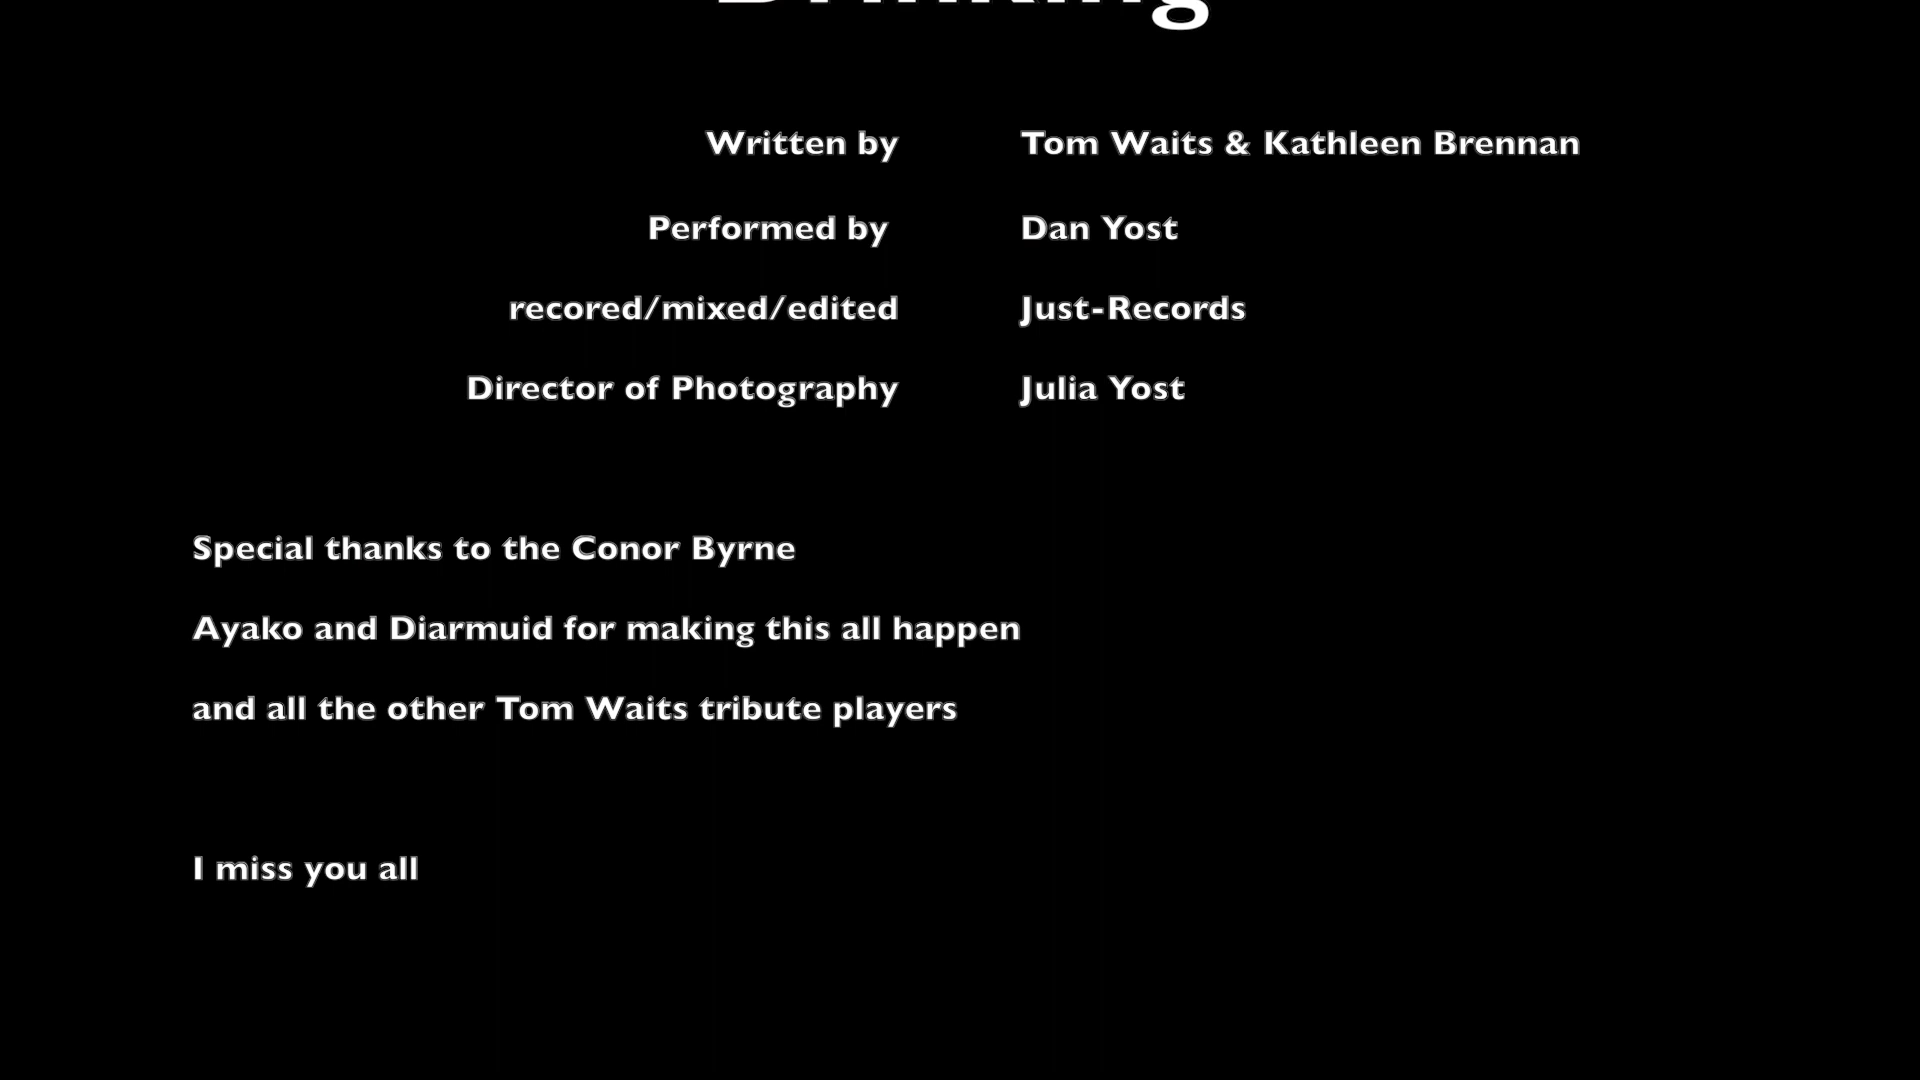 Written by Tom Waits & Kathleen Brennan
Performed by Dan Yost
recored/mixed/edited Just-Records
Director of Photography Julia Yost
Special thanks to the Conor Byrne
Ayako and Diarmuid for making this all happen
and all the other Tom Waits tribute players
I miss you all